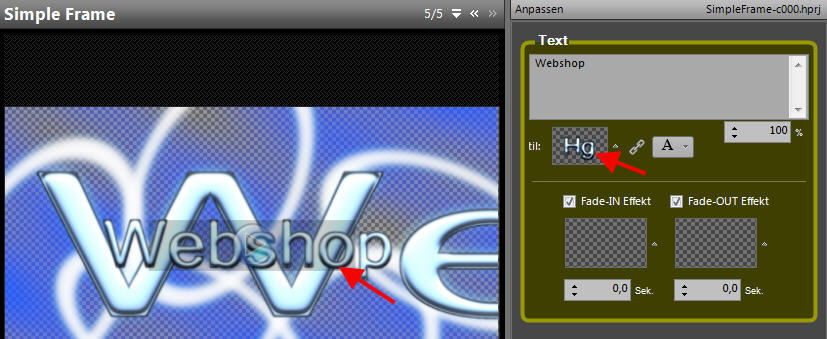 Simple Frame
5/5
We
Webshop
Anpassen
SimpleFrame-c000.hprj
Text
Webshop
til:
Hg
A
100 %
Fade-IN Effekt
Fade-OUT Effekt
0,0 Sek.
0,0 Sek.